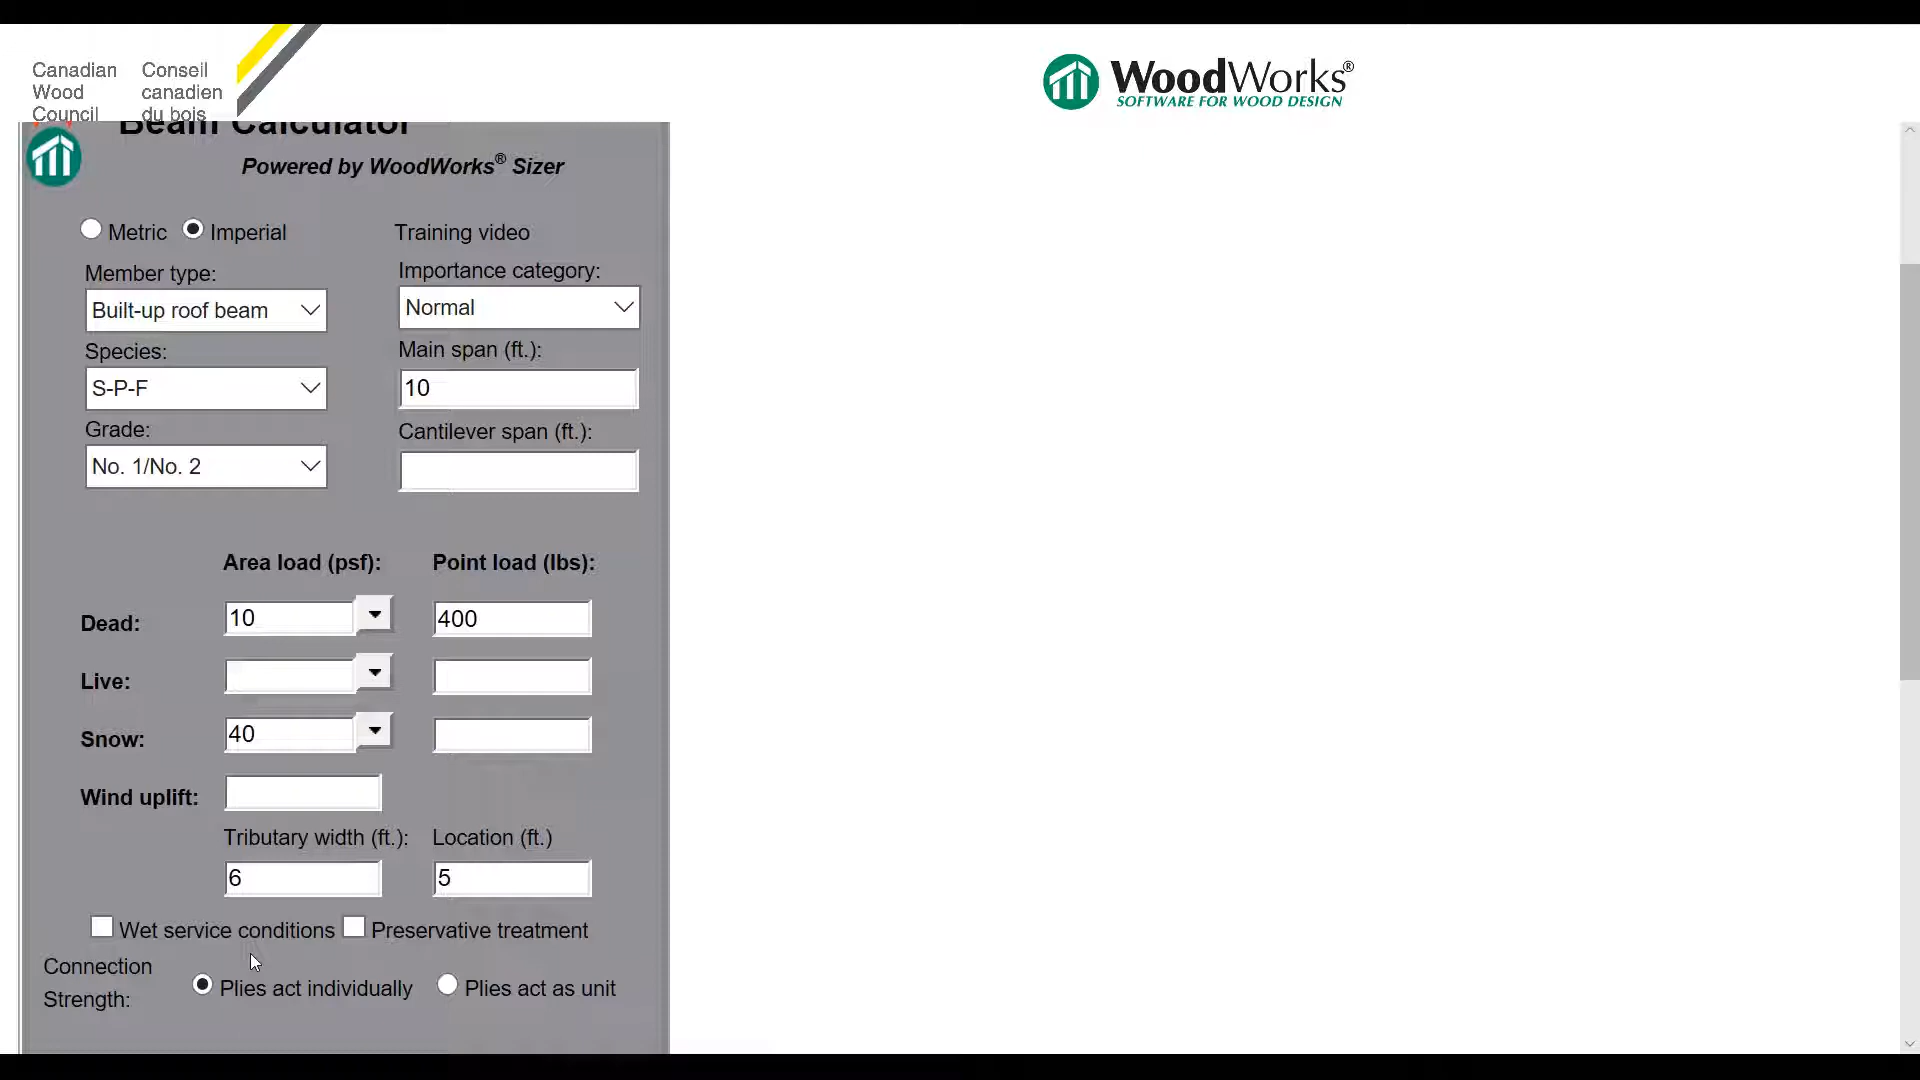 Canadian Conseil
Wood canadien
Council du bois
WoodWorks®
SOFTWARE FOR WOOD DESIGN
Beam Calculator
Powered by WoodWorks® Sizer
Metric Imperial Training video
Member type: Importance category:
Built-up roof beam Normal
Species: Main span (ft.):
S-P-F 10
Grade: Cantilever span (ft.):
No. 1/No. 2
Area load (psf): Point load (lbs):
Dead: 10 400
Live:
Snow: 40
Wind uplift:
Tributary width (ft.): Location (ft.)
6 5
Wet service conditions Preservative treatment
Connection
Strength: Plies act individually Plies act as unit